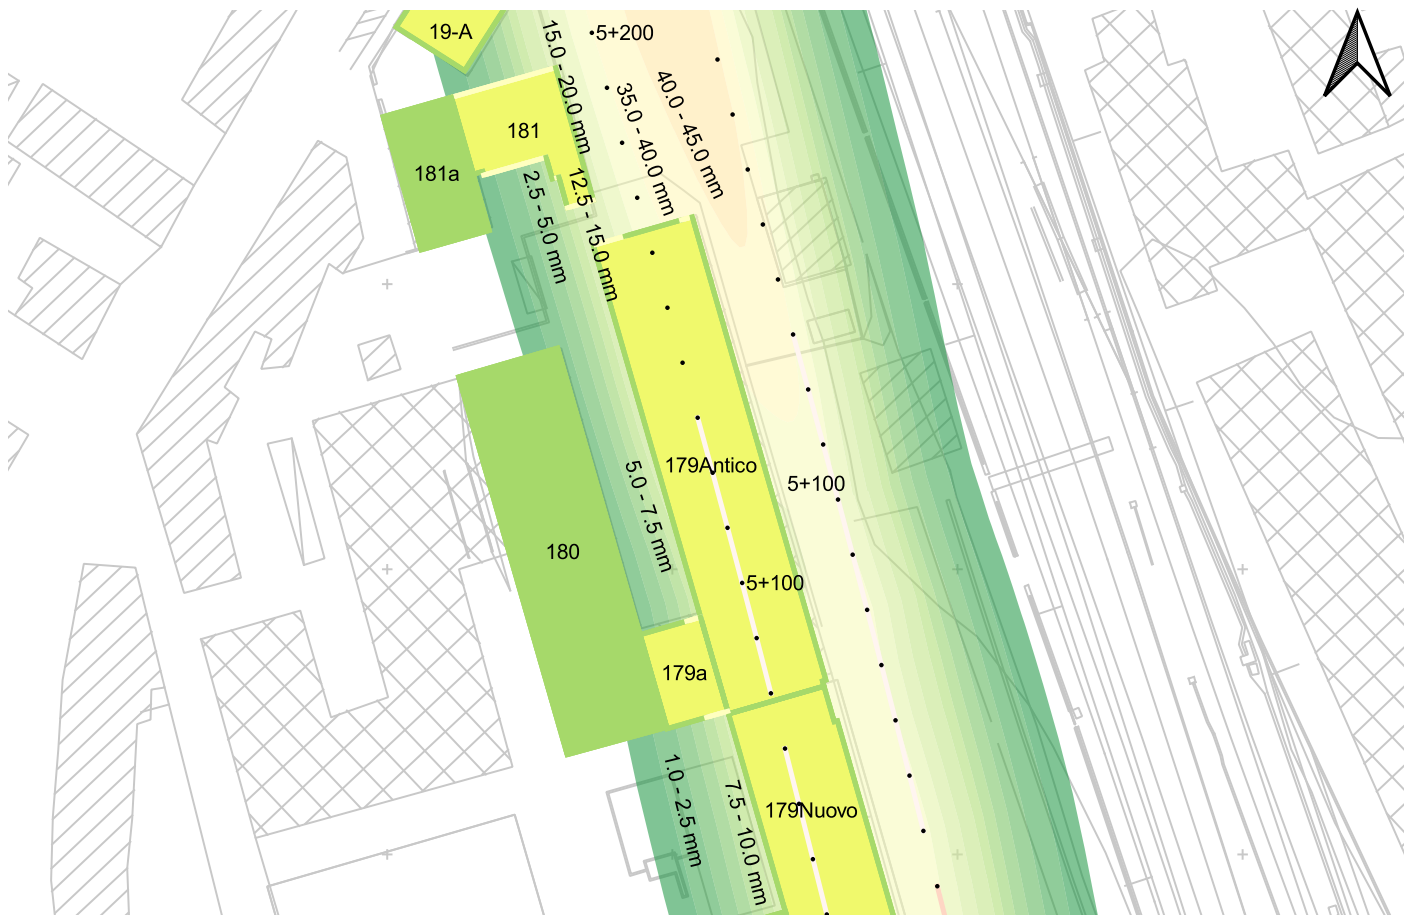 19-A
5+200
15.0 - 20.0 mm
35.0 - 40.0 mm
40.0 - 45.0 mm
181
181a
2.5 - 5.0 mm
12.5 - 15.0 mm
179Antico
5+100
5.0 - 7.5 mm
180
5+100
179a
1.0 - 2.5 mm
7.5 - 10.0 mm
179Nuovo